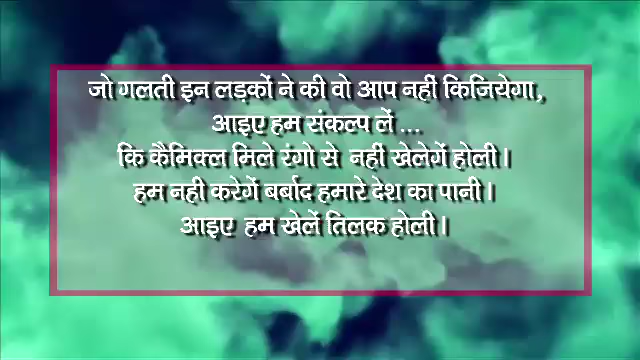 जो गलती इन लड़कों ने की वो आप नहीं किजियेगा,
आइए हम संकल्प लें ...
कि कैमिक्ल मिले रंगो से नहीं खेलेगें होली।
हम नही करेगें बर्बाद हमारे देश का पानी।
आइए हम खेलें तिलक होली।